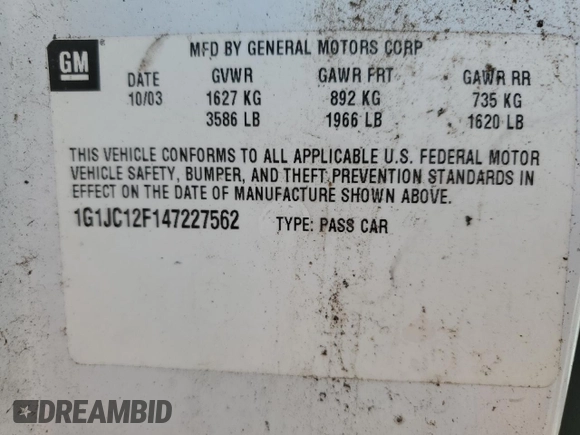 GM
MFD BY GENERAL MOTORS CORP
DATE GVWR GAWR FRT GAWR RR
10/03 1627 KG 892 KG 735 KG
3586 LB 1966 LB 1620 LB
THIS VEHICLE CONFORMS TO ALL APPLICABLE U.S. FEDERAL MOTOR
VEHICLE SAFETY, BUMPER, AND THEFT PREVENTION STANDARDS IN
EFFECT ON THE DATE OF MANUFACTURE SHOWN ABOVE.
1G1JC12F147227562 TYPE: PASS CAR
DREAMBID